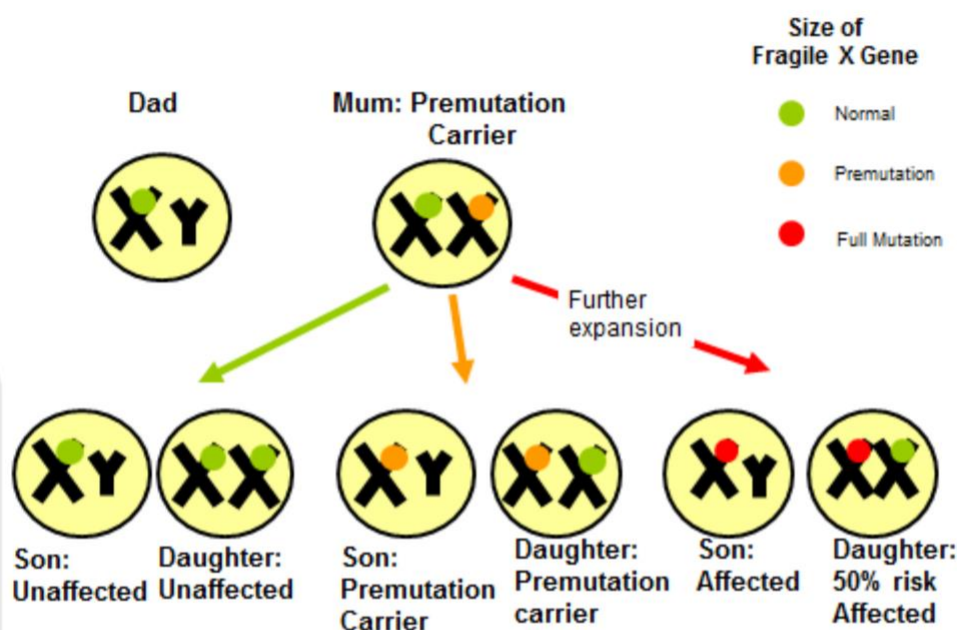 Size of
Fragile X Gene
Normal
Premutation
Full Mutation
Dad
Mum: Premutation
Carrier
X Y
X X
Further
expansion
X Y
X X
X Y
X X
X Y
X X
Son:
Unaffected
Daughter:
Unaffected
Son:
Premutation
Carrier
Daughter:
Premutation
carrier
Son:
Affected
Daughter:
50% risk
Affected